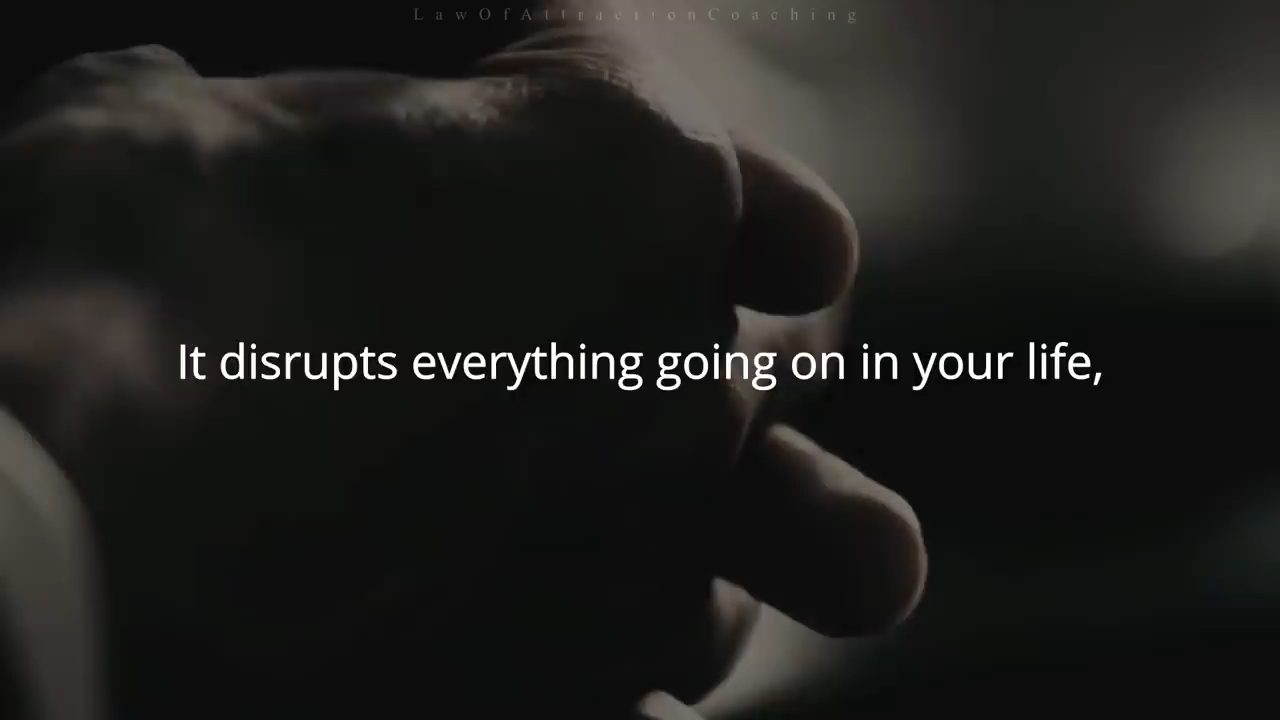 LawOfAttractionCoaching
It disrupts everything going on in your life,